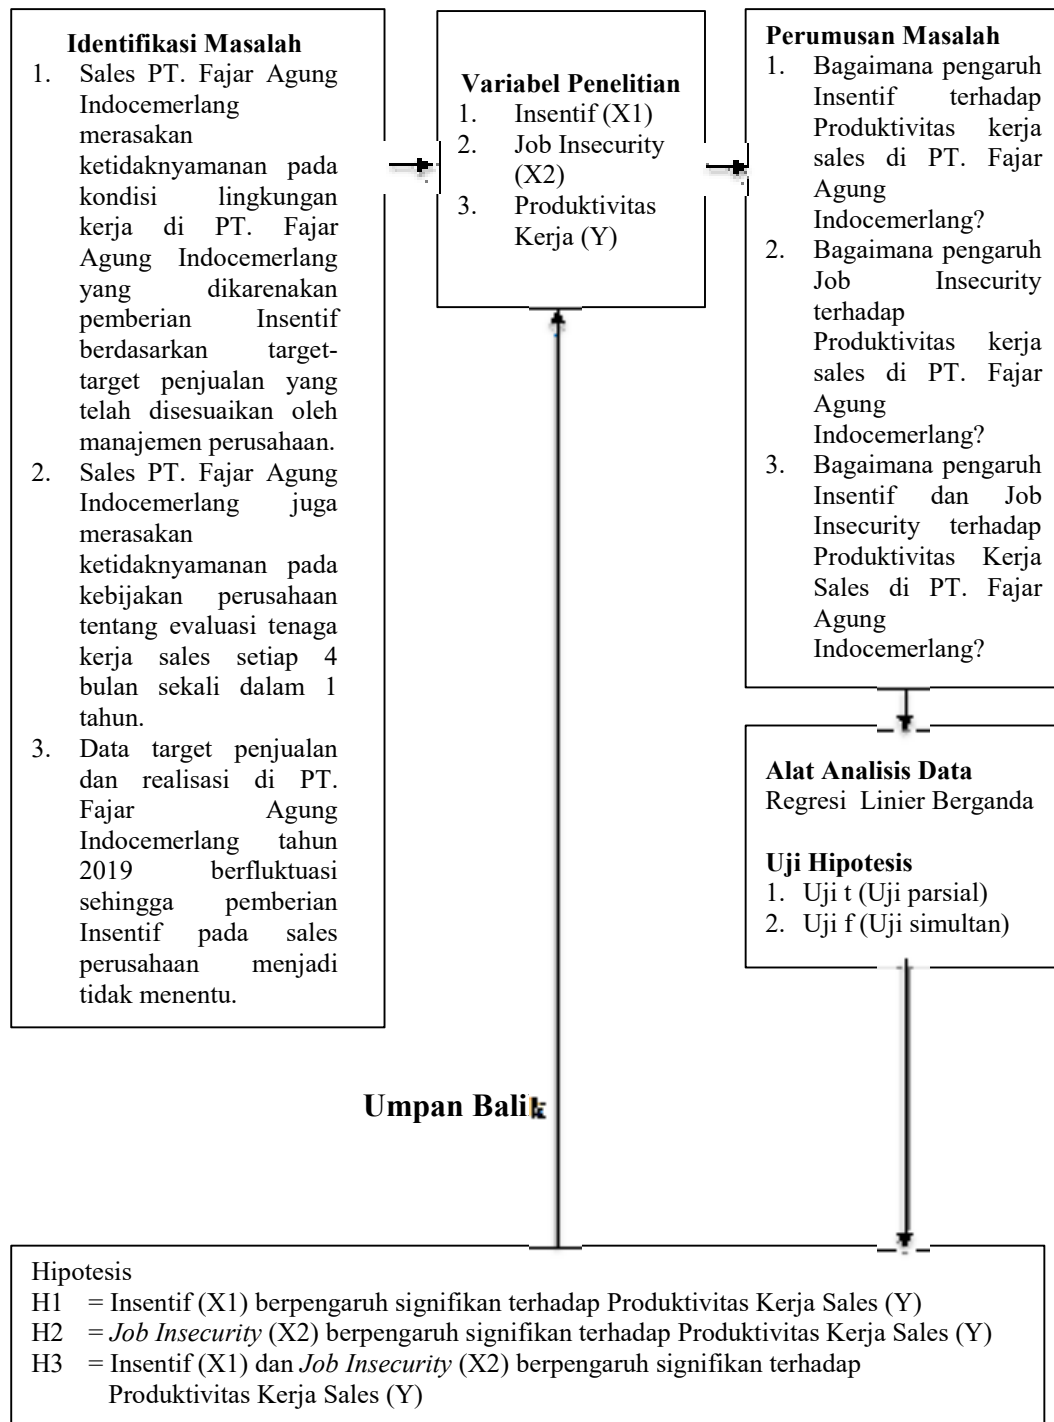 Identifikasi Masalah
1. Sales PT. Fajar Agung
Indocemerlang
merasakan
ketidaknyamanan pada
kondisi lingkungan
kerja di PT. Fajar
Agung Indocemerlang
yang dikarenakan
pemberian Insentif
berdasarkan target-
target penjualan yang
telah disesuaikan oleh
manajemen perusahaan.
2. Sales PT. Fajar Agung
Indocemerlang juga
merasakan
ketidaknyamanan pada
kebijakan perusahaan
tentang evaluasi tenaga
kerja sales setiap 4
bulan sekali dalam 1
tahun.
3. Data target penjualan
dan realisasi di PT.
Fajar Agung
Indocemerlang tahun
2019 berfluktuasi
sehingga pemberian
Insentif pada sales
perusahaan menjadi
tidak menentu.
Variabel Penelitian
1. Insentif (X1)
2. Job Insecurity
(X2)
3. Produktivitas
Kerja (Y)
Perumusan Masalah
1. Bagaimana pengaruh
Insentif terhadap
Produktivitas kerja
sales di PT. Fajar
Agung
Indocemerlang?
2. Bagaimana pengaruh
Job Insecurity
terhadap
Produktivitas kerja
sales di PT. Fajar
Agung
Indocemerlang?
3. Bagaimana pengaruh
Insentif dan Job
Insecurity terhadap
Produktivitas Kerja
Sales di PT. Fajar
Agung
Indocemerlang?
Alat Analisis Data
Regresi Linier Berganda
Uji Hipotesis
1. Uji t (Uji parsial)
2. Uji f (Uji simultan)
Umpan Balik
Hipotesis
H1 = Insentif (X1) berpengaruh signifikan terhadap Produktivitas Kerja Sales (Y)
H2 = Job Insecurity (X2) berpengaruh signifikan terhadap Produktivitas Kerja Sales (Y)
H3 = Insentif (X1) dan Job Insecurity (X2) berpengaruh signifikan terhadap
Produktivitas Kerja Sales (Y)